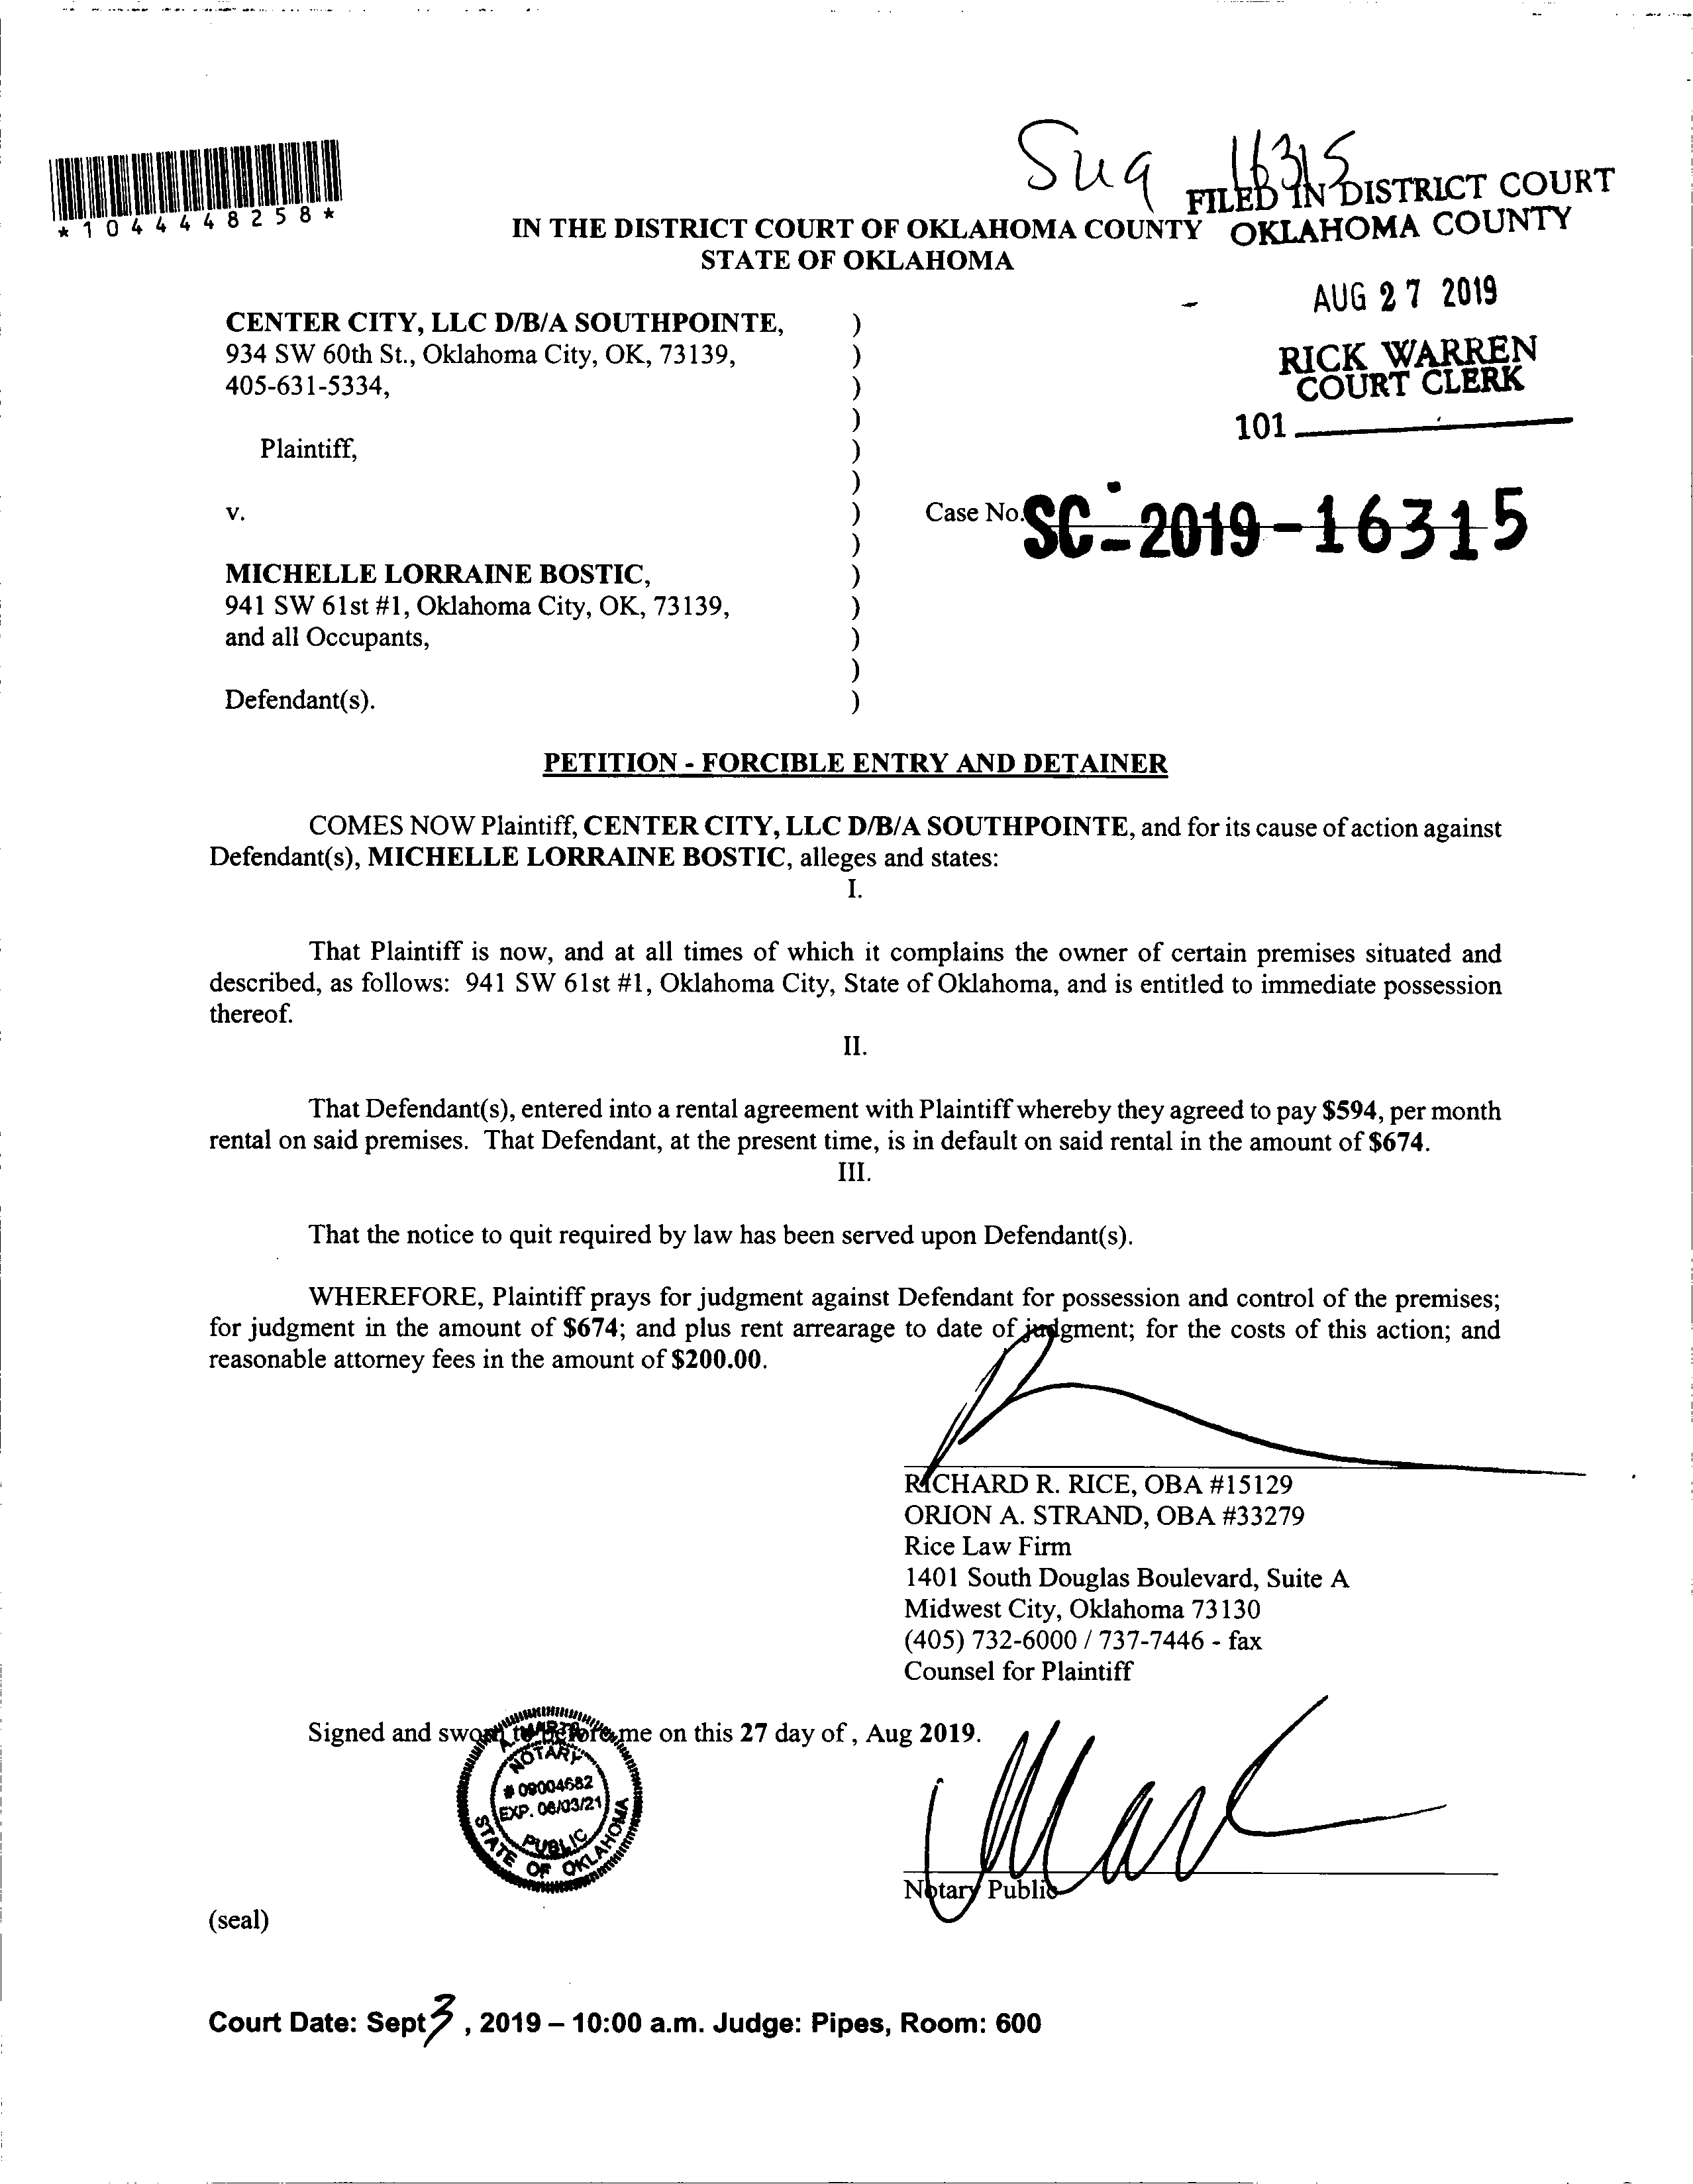 Sug 16315
*1044448258*
FILED IN DISTRICT COURT
OKLAHOMA COUNTY
IN THE DISTRICT COURT OF OKLAHOMA COUNTY
STATE OF OKLAHOMA
AUG 27 2019
RICK WARREN
COURT CLERK
101
CENTER CITY, LLC D/B/A SOUTHPOINTE, )
934 SW 60th St., Oklahoma City, OK, 73139, )
405-631-5334, )
)
Plaintiff, )
)
v. ) Case No. SC-2019-16315
)
MICHELLE LORRAINE BOSTIC, )
941 SW 61st #1, Oklahoma City, OK, 73139, )
and all Occupants, )
)
Defendant(s). )
PETITION - FORCIBLE ENTRY AND DETAINER
COMES NOW Plaintiff, CENTER CITY, LLC D/B/A SOUTHPOINTE, and for its cause of action against
Defendant(s), MICHELLE LORRAINE BOSTIC, alleges and states:
I.
That Plaintiff is now, and at all times of which it complains the owner of certain premises situated and
described, as follows: 941 SW 61st #1, Oklahoma City, State of Oklahoma, and is entitled to immediate possession
thereof.
II.
That Defendant(s), entered into a rental agreement with Plaintiff whereby they agreed to pay $594, per month
rental on said premises. That Defendant, at the present time, is in default on said rental in the amount of $674.
III.
That the notice to quit required by law has been served upon Defendant(s).
WHEREFORE, Plaintiff prays for judgment against Defendant for possession and control of the premises;
for judgment in the amount of $674; and plus rent arrearage to date of judgment; for the costs of this action; and
reasonable attorney fees in the amount of $200.00.
RICHARD R. RICE, OBA #15129
ORION A. STRAND, OBA #33279
Rice Law Firm
1401 South Douglas Boulevard, Suite A
Midwest City, Oklahoma 73130
(405) 732-6000 / 737-7446 - fax
Counsel for Plaintiff
Signed and sworn to before me on this 27 day of , Aug 2019.
NOTARY
# 09004682
EXP. 06/03/21
PUBLIC
STATE OF OKLAHOMA
Notary Public
(seal)
Court Date: Sept 3, 2019 – 10:00 a.m. Judge: Pipes, Room: 600